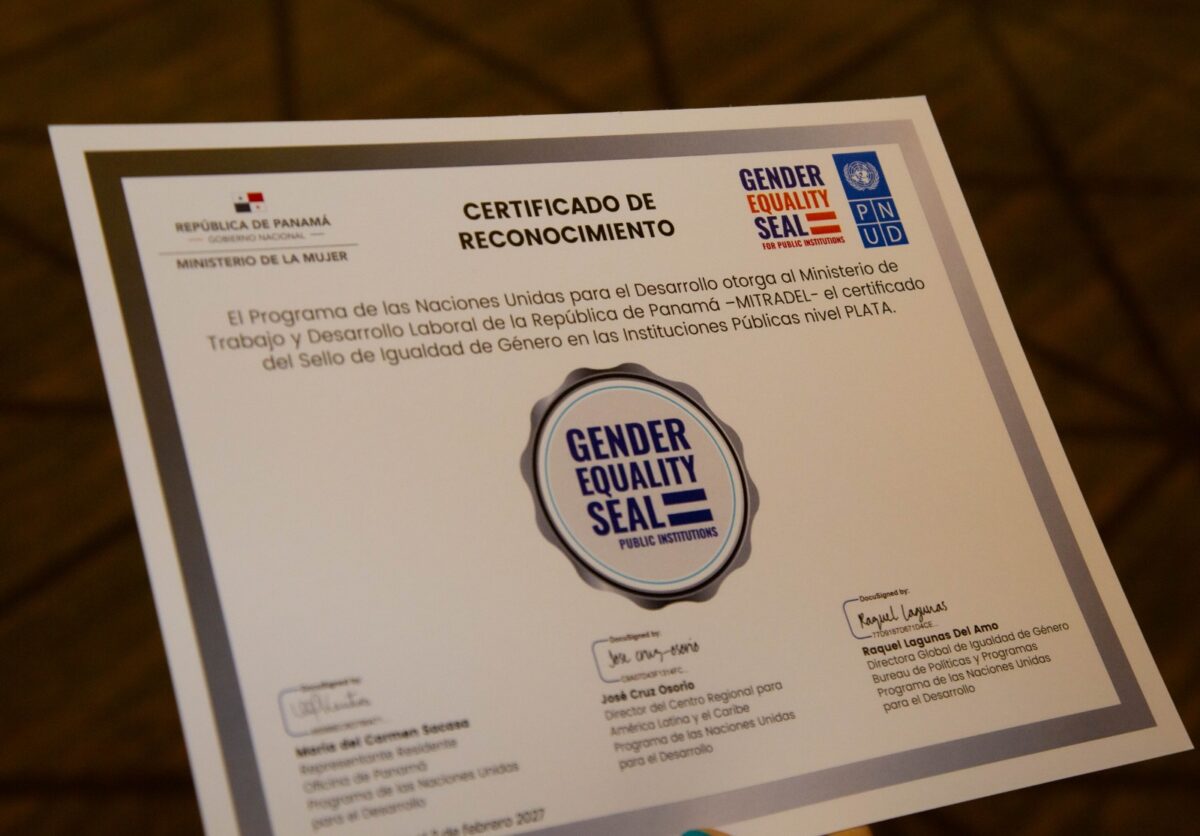 REPÚBLICA DE PANAMÁ
GOBIERNO NACIONAL
MINISTERIO DE LA MUJER
CERTIFICADO DE
RECONOCIMIENTO
GENDER
EQUALITY
SEAL
FOR PUBLIC INSTITUTIONS
PN
UD
El Programa de las Naciones Unidas para el Desarrollo otorga al Ministerio de
Trabajo y Desarrollo Laboral de la República de Panamá –MITRADEL- el certificado
del Sello de Igualdad de Género en las Instituciones Públicas nivel PLATA.
GENDER
EQUALITY
SEAL
PUBLIC INSTITUTIONS
DocuSigned by:
María del Carmen Sacasa
Representante Residente
Oficina de Panamá
Programa de las Naciones Unidas
para el Desarrollo
DocuSigned by:
Jose cruz-osorio
José Cruz Osorio
Director del Centro Regional para
América Latina y el Caribe
Programa de las Naciones Unidas
para el Desarrollo
DocuSigned by:
Raquel Lagunas
Raquel Lagunas Del Amo
Directora Global de Igualdad de Género
Bureau de Políticas y Programas
Programa de las Naciones Unidas
para el Desarrollo
de febrero 2027